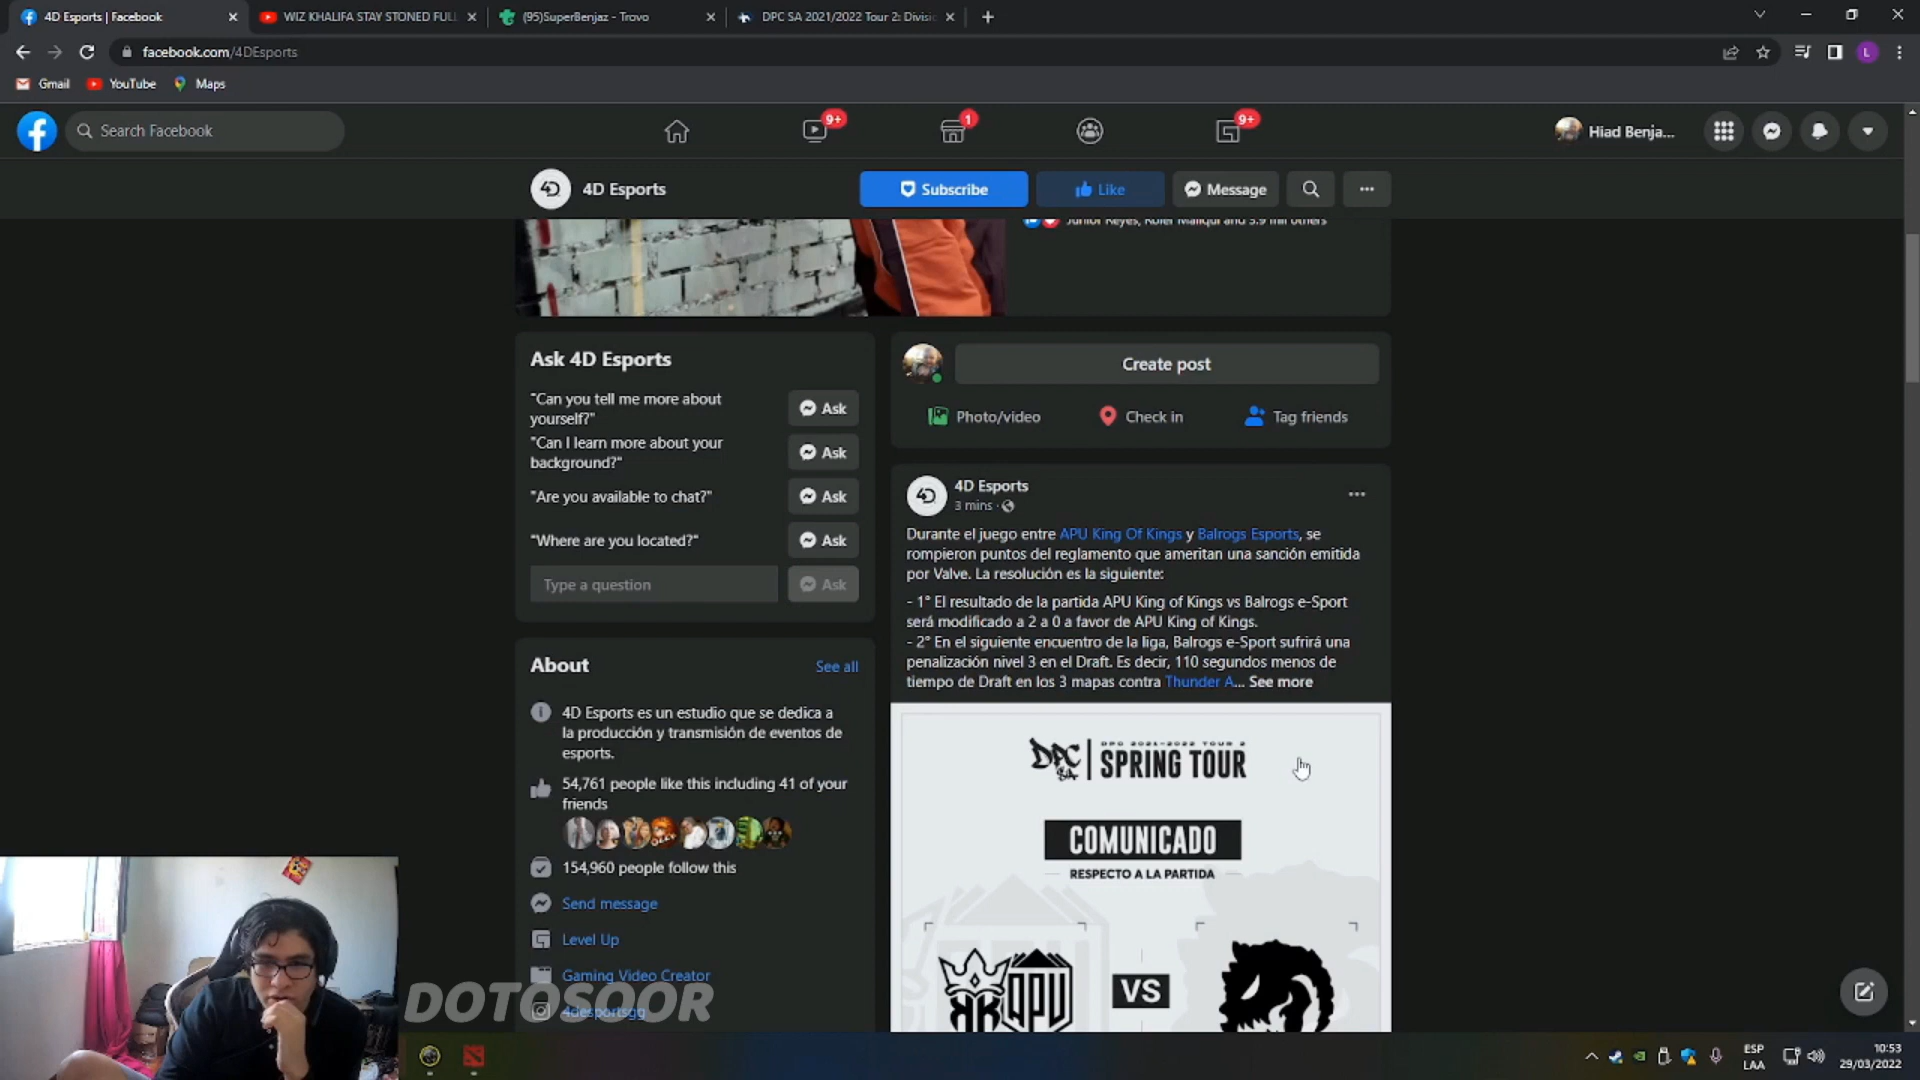 4D Esports | Facebook
WIZ KHALIFA STAY STONED FULL
(95)SuperBenjaz - Trovo
DPC SA 2021/2022 Tour 2: Divisi
facebook.com/4DEsports
L
Gmail
YouTube
Maps
Search Facebook
9+
1
9+
Hiad Benja...
4D Esports
Subscribe
Like
Message
Ask 4D Esports
"Can you tell me more about
yourself?"
Ask
"Can I learn more about your
background?"
Ask
"Are you available to chat?"
Ask
"Where are you located?"
Ask
Type a question
Ask
About
See all
4D Esports es un estudio que se dedica a
la producción y transmisión de eventos de
esports.
54,761 people like this including 41 of your
friends
154,960 people follow this
Send message
Level Up
Gaming Video Creator
4desportsgg
DOTOSOOR
Create post
Photo/video
Check in
Tag friends
4D Esports
3 mins ·
Durante el juego entre APU King Of Kings y Balrogs Esports, se
rompieron puntos del reglamento que ameritan una sanción emitida
por Valve. La resolución es la siguiente:
- 1° El resultado de la partida APU King of Kings vs Balrogs e-Sport
será modificado a 2 a 0 a favor de APU King of Kings.
- 2° En el siguiente encuentro de la liga, Balrogs e-Sport sufrirá una
penalización nivel 3 en el Draft. Es decir, 110 segundos menos de
tiempo de Draft en los 3 mapas contra Thunder A... See more
DPC SA
DPC 2021-2022 TOUR 2
SPRING TOUR
COMUNICADO
RESPECTO A LA PARTIDA
APU
VS
ESP
LAA
10:53
29/03/2022